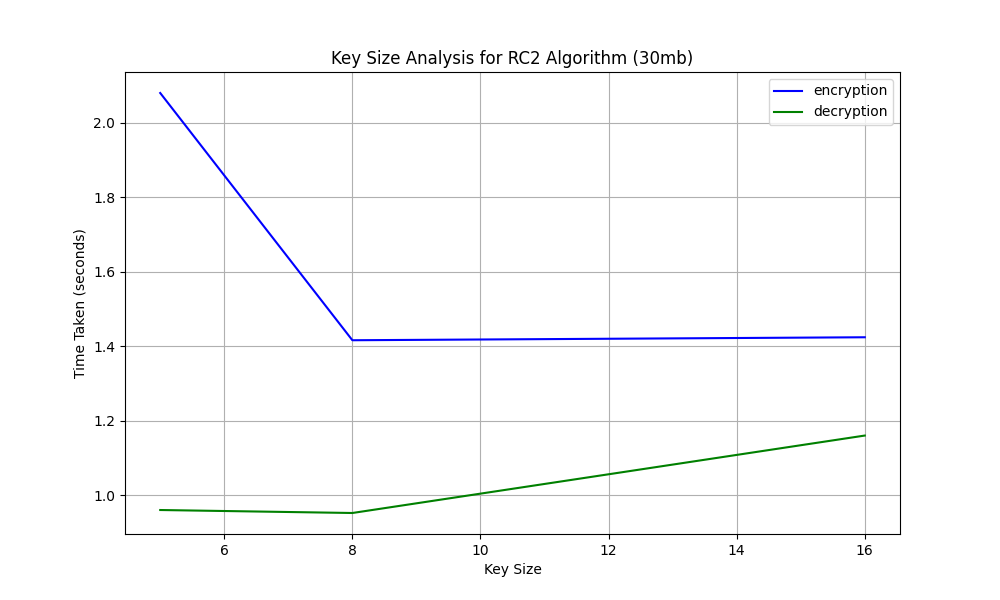 Key Size Analysis for RC2 Algorithm (30mb)
encryption
decryption
Time Taken (seconds)
2.0
1.8
1.6
1.4
1.2
1.0
6 8 10 12 14 16
Key Size